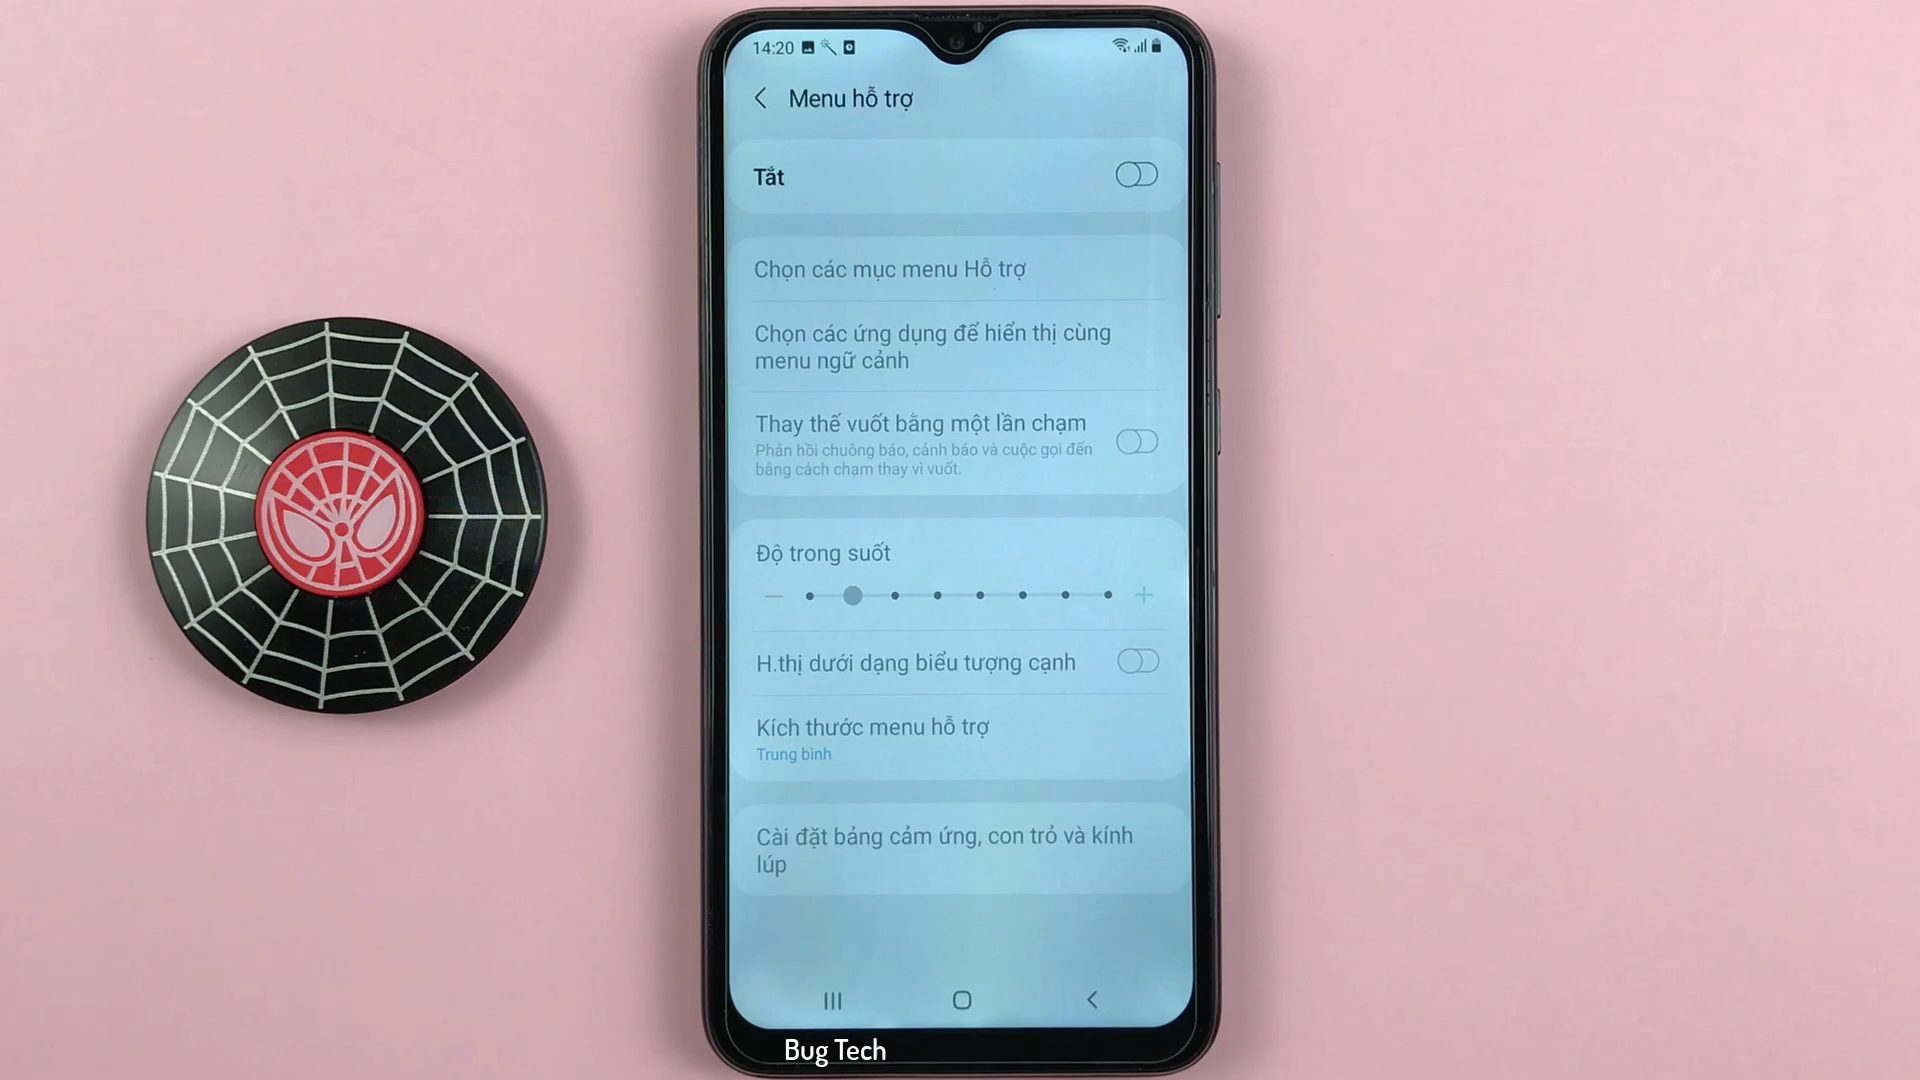 14:20
Menu hỗ trợ
Tắt
Chọn các mục menu Hỗ trợ
Chọn các ứng dụng để hiển thị cùng
menu ngữ cảnh
Thay thế vuốt bằng một lần chạm
Phản hồi chuông báo, cảnh báo và cuộc gọi đến
bằng cách chạm thay vì vuốt.
Độ trong suốt
H.thị dưới dạng biểu tượng cạnh
Kích thước menu hỗ trợ
Trung bình
Cài đặt bảng cảm ứng, con trỏ và kính
lúp
Bug Tech